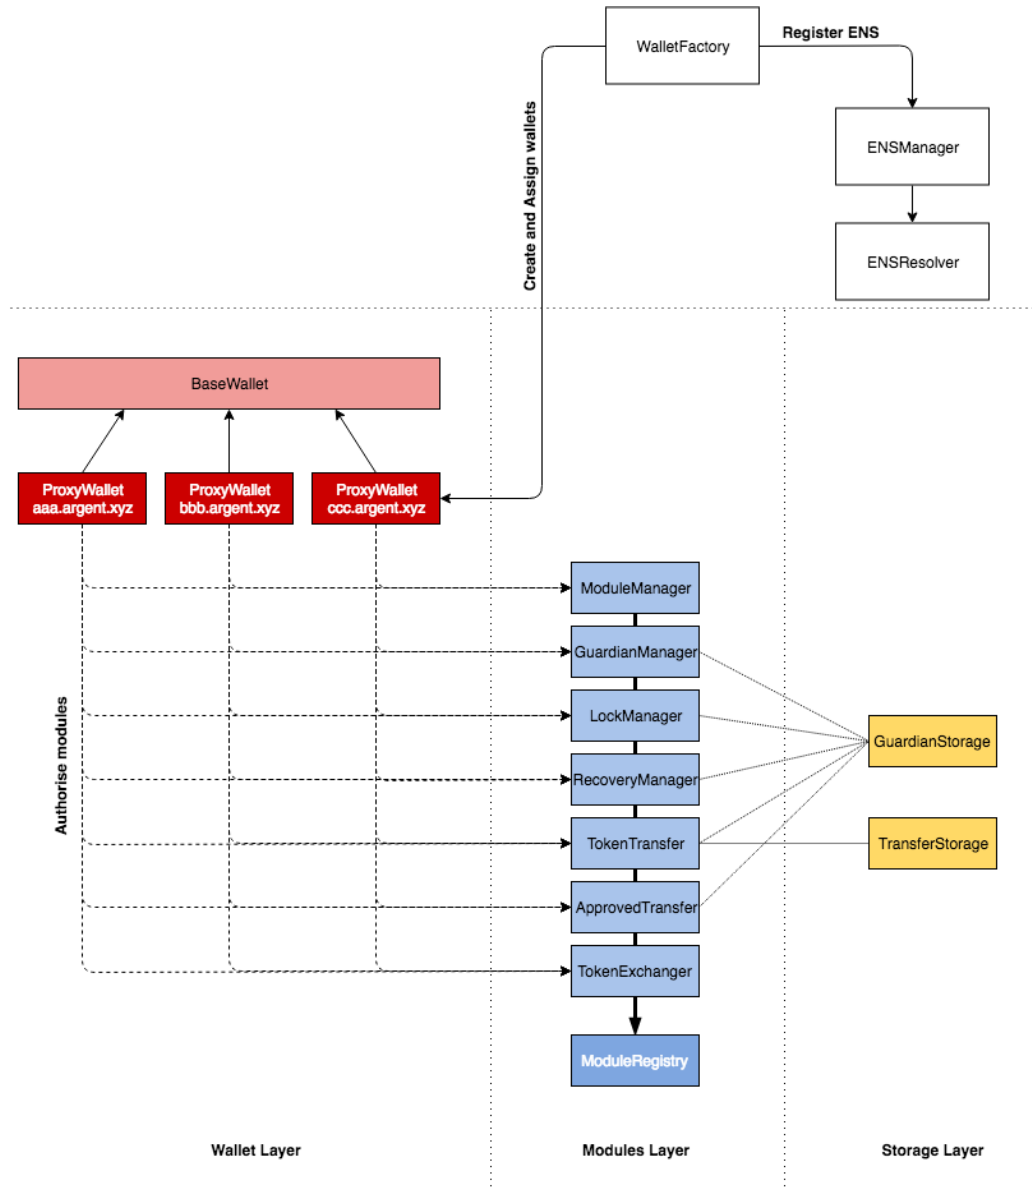 WalletFactory
Register ENS
ENSManager
ENSResolver
Create and Assign wallets
BaseWallet
ProxyWallet
aaa.argent.xyz
ProxyWallet
bbb.argent.xyz
ProxyWallet
ccc.argent.xyz
Authorise modules
ModuleManager
GuardianManager
LockManager
RecoveryManager
TokenTransfer
ApprovedTransfer
TokenExchanger
ModuleRegistry
GuardianStorage
TransferStorage
Wallet Layer
Modules Layer
Storage Layer